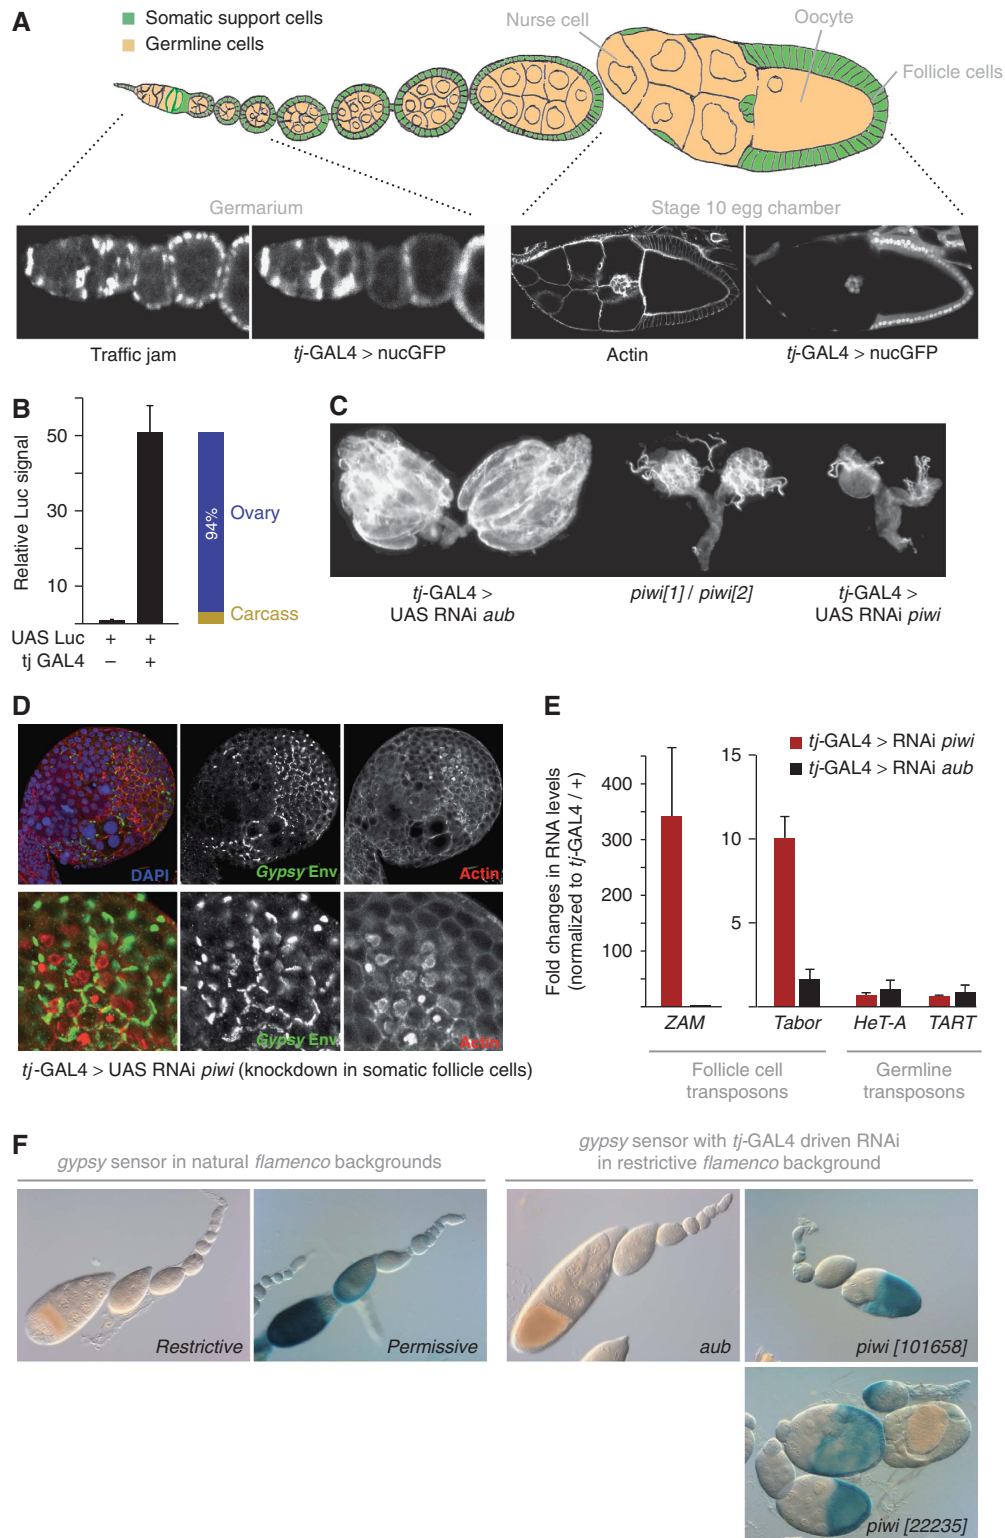 A
Somatic support cells
Germline cells
Nurse cell
Oocyte
Follicle cells
Germarium
Stage 10 egg chamber
Traffic jam
tj-GAL4 > nucGFP
Actin
tj-GAL4 > nucGFP
B
Relative Luc signal
50
30
10
94%
Ovary
Carcass
UAS Luc + +
tj GAL4 – +
C
tj-GAL4 >
UAS RNAi aub
piwi[1] / piwi[2]
tj-GAL4 >
UAS RNAi piwi
D
DAPI
Gypsy Env
Actin
Gypsy Env
Actin
tj-GAL4 > UAS RNAi piwi (knockdown in somatic follicle cells)
E
Fold changes in RNA levels
(normalized to tj-GAL4 / +)
400
300
200
100
15
10
5
tj-GAL4 > RNAi piwi
tj-GAL4 > RNAi aub
ZAM
Tabor
HeT-A
TART
Follicle cell
transposons
Germline
transposons
F
gypsy sensor in natural flamenco backgrounds
gypsy sensor with tj-GAL4 driven RNAi
in restrictive flamenco background
Restrictive
Permissive
aub
piwi [101658]
piwi [22235]